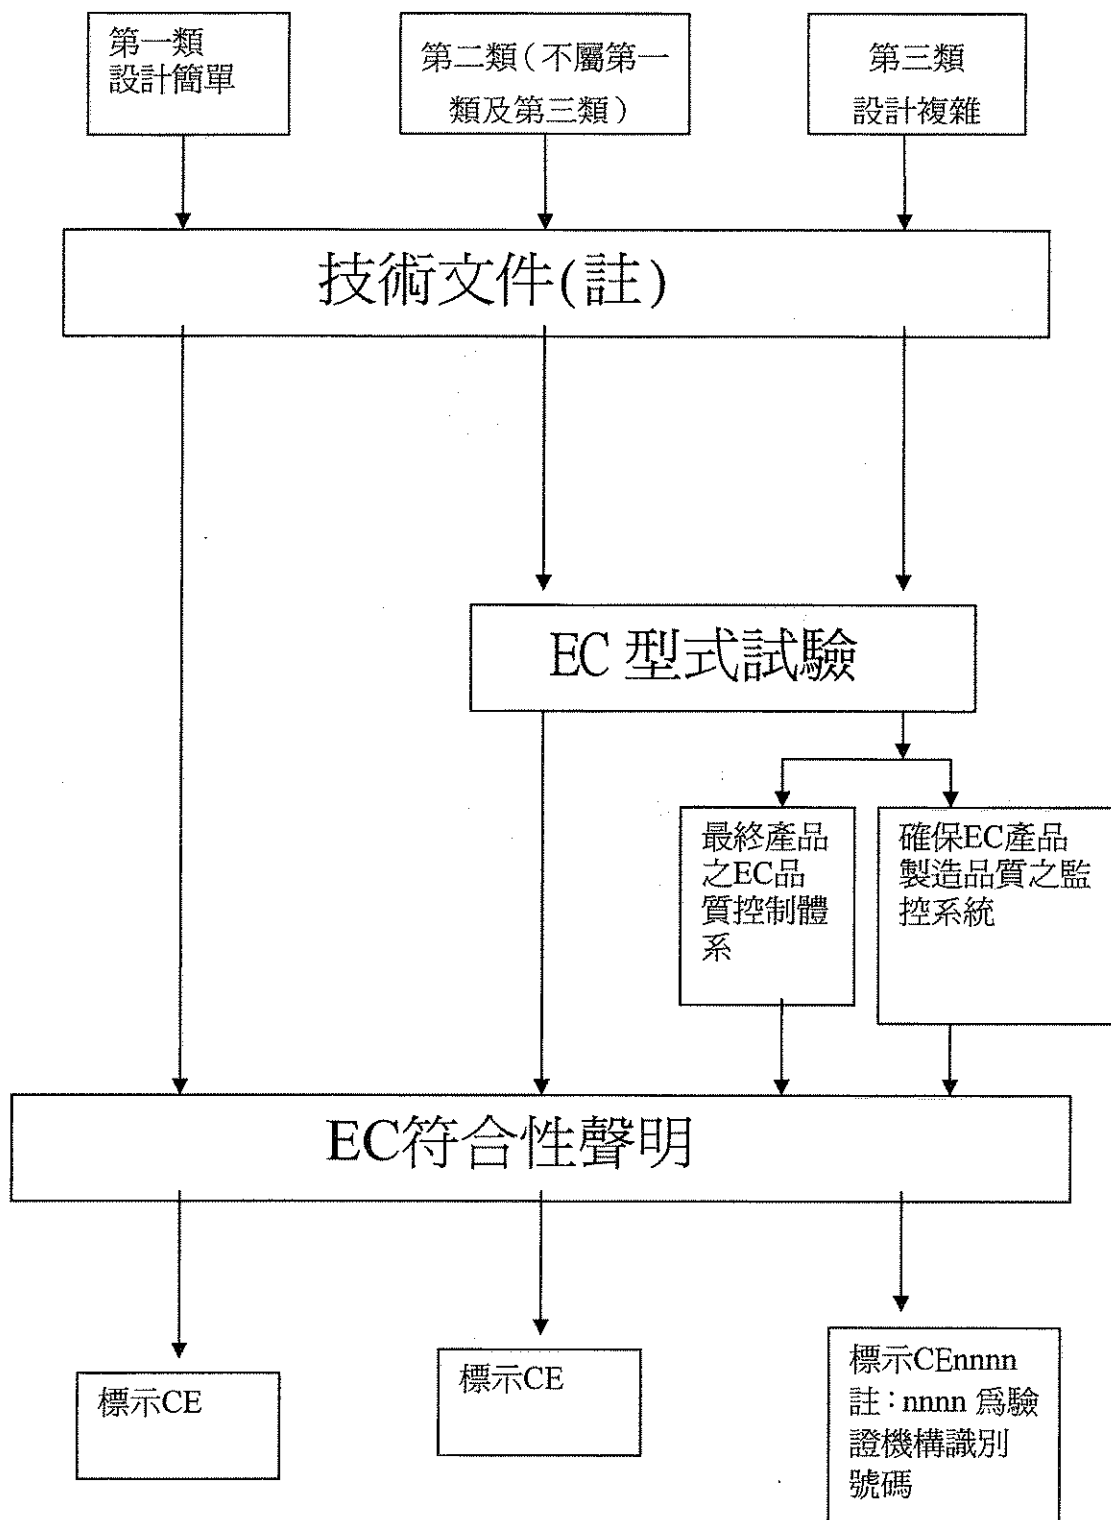 第一類
設計簡單
第二類（不屬第一
類及第三類）
第三類
設計複雜
技術文件(註)
EC 型式試驗
最終產品
之EC品
質控制體
系
確保EC產品
製造品質之監
控系統
EC符合性聲明
標示CE
標示CE
標示CEnnnn
註：nnnn 爲驗
證機構識別
號碼